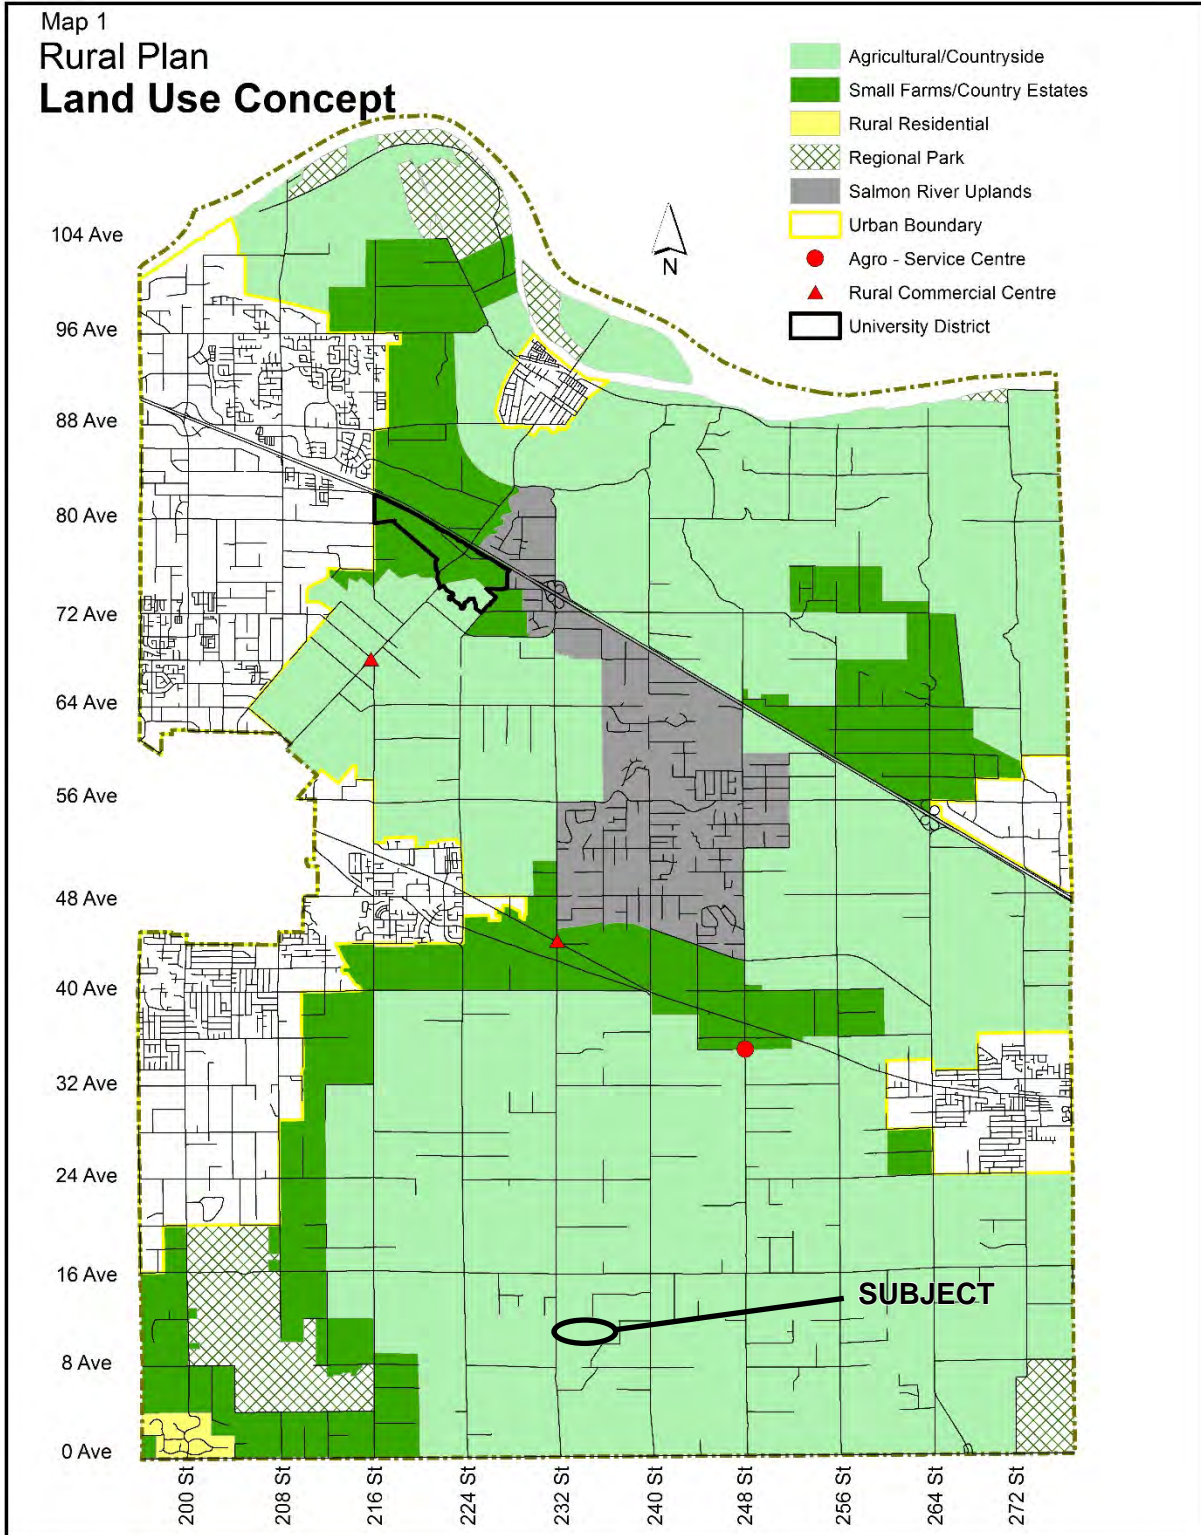 Map 1
Rural Plan
Land Use Concept
Agricultural/Countryside
Small Farms/Country Estates
Rural Residential
Regional Park
Salmon River Uplands
Urban Boundary
Agro - Service Centre
Rural Commercial Centre
University District
N
104 Ave
96 Ave
88 Ave
80 Ave
72 Ave
64 Ave
56 Ave
48 Ave
40 Ave
32 Ave
24 Ave
16 Ave
8 Ave
0 Ave
SUBJECT
200 St
208 St
216 St
224 St
232 St
240 St
248 St
256 St
264 St
272 St